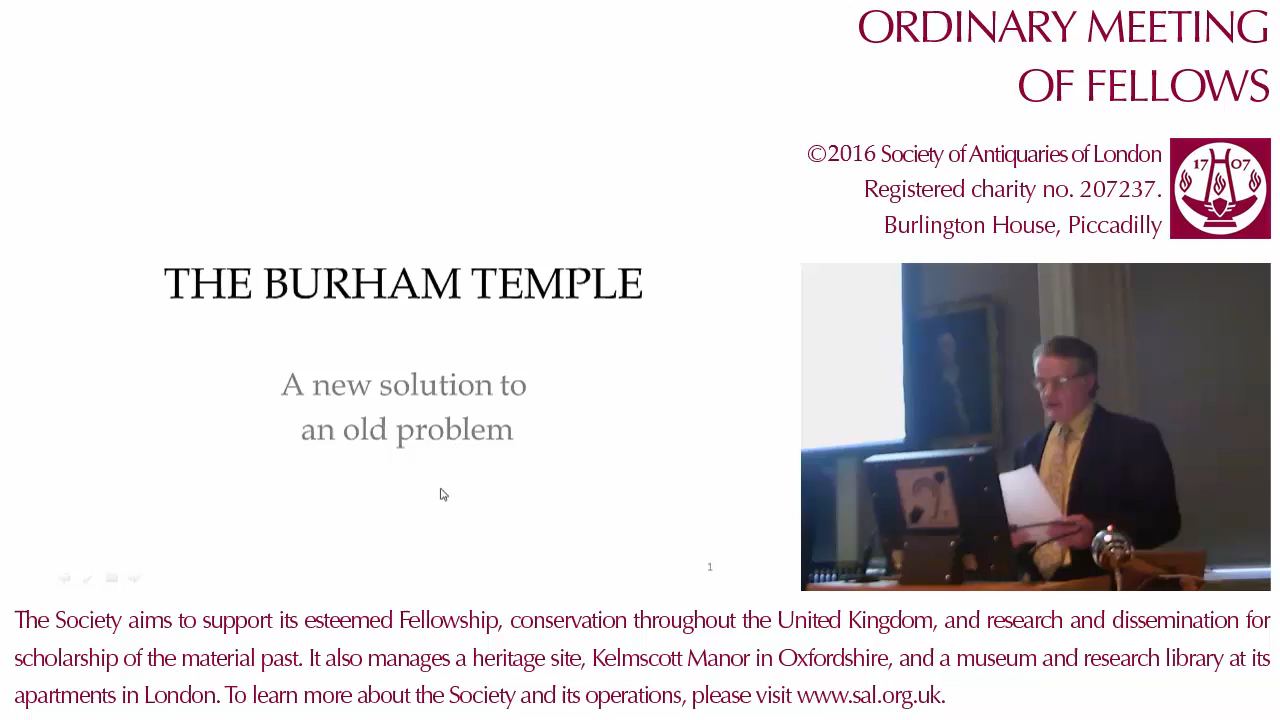 ORDINARY MEETING
OF FELLOWS
©2016 Society of Antiquaries of London
Registered charity no. 207237.
Burlington House, Piccadilly
17 07
THE BURHAM TEMPLE
A new solution to
an old problem
1
The Society aims to support its esteemed Fellowship, conservation throughout the United Kingdom, and research and dissemination for
scholarship of the material past. It also manages a heritage site, Kelmscott Manor in Oxfordshire, and a museum and research library at its
apartments in London. To learn more about the Society and its operations, please visit www.sal.org.uk.